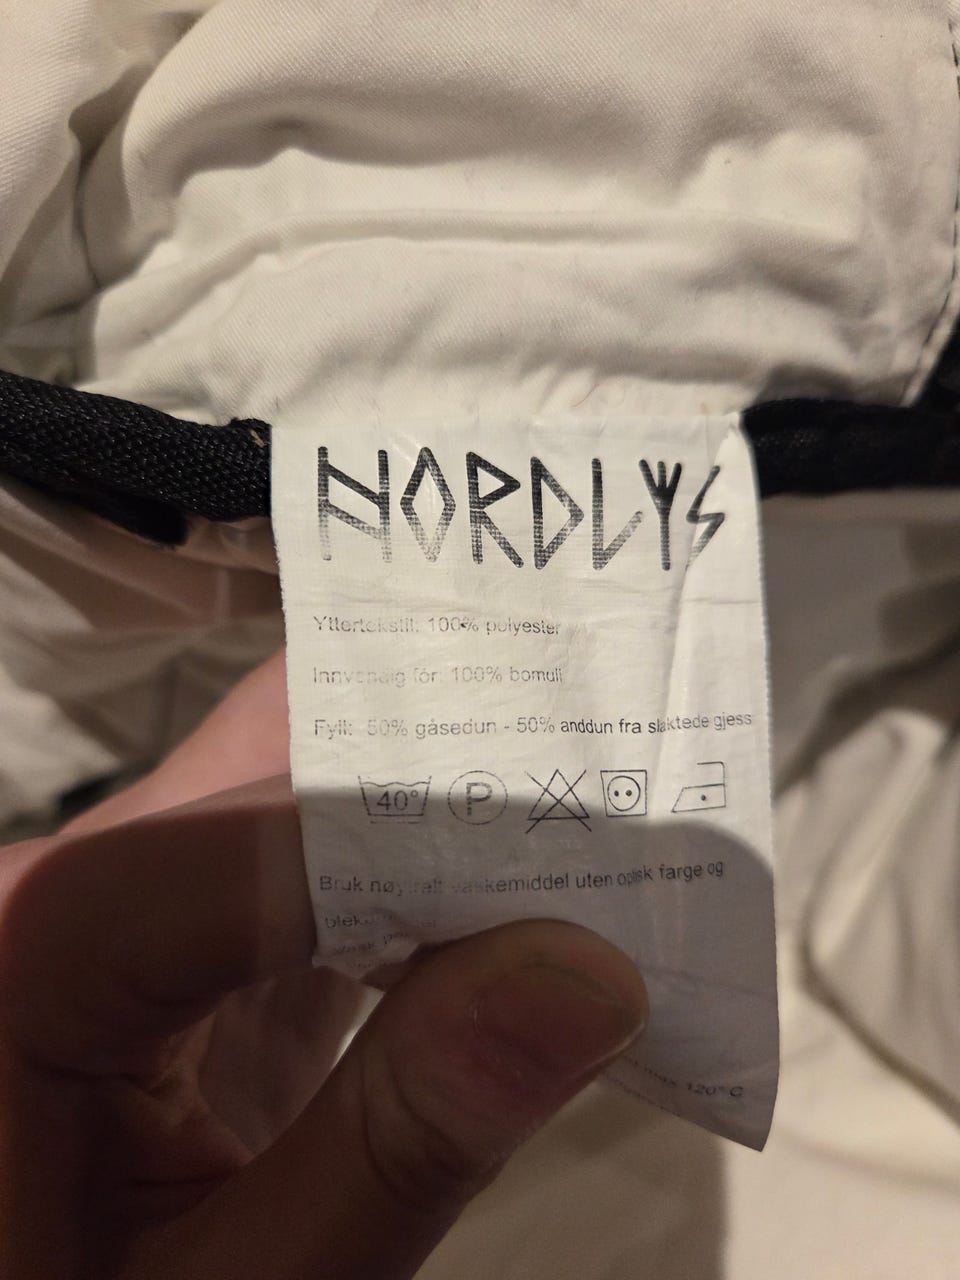 NORDLYS
Yttertekstil: 100% polyester
Innvendig fôr: 100% bomull
Fyll: 50% gåsedun - 50% anddun fra slaktede gjess
40° P
Bruk nøytralt vaskemiddel uten optisk farge og
max 120° C